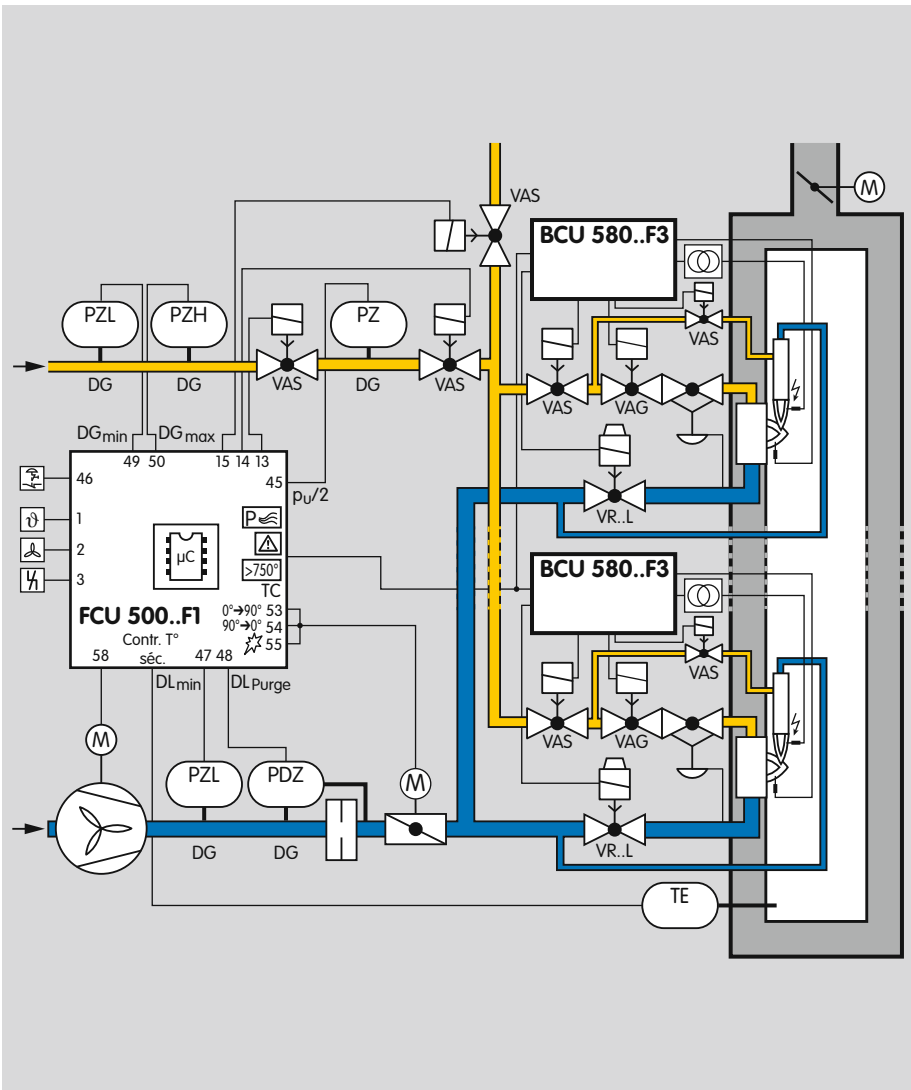 VAS
M
BCU 580..F3
PZL
PZH
PZ
VAS
DG
DG
VAS
DG
VAS
VAS
VAG
DGmin
DGmax
49 50
15 14 13
46
45
pu/2
VR..L
ϑ
1
P
2
µC
3
>750°
TC
BCU 580..F3
FCU 500..F1
0°→90° 53
90°→0° 54
55
Contr. T°
séc.
58
47 48
DLmin
DLPurge
VAS
M
VAS
VAG
PZL
PDZ
M
DG
DG
VR..L
TE